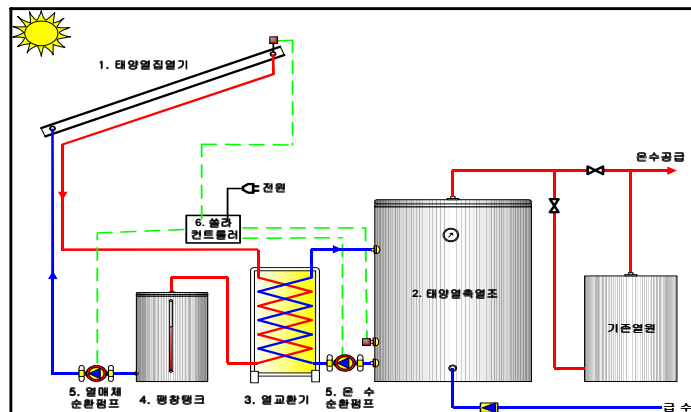 1. 태양열집열기
온수공급
전원
6. 쏠라
컨트롤러
2. 태양열축열조
기존열원
5. 열매체
순환펌프
4. 팽창탱크
3. 열교환기
5. 온 수
순환펌프
급 수